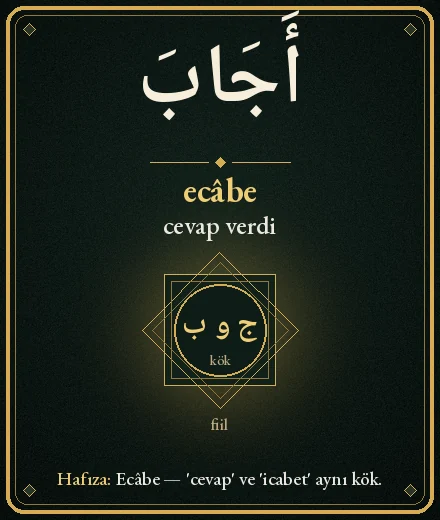 أَجَابَ
ecâbe
cevap verdi
ج و ب
kök
fiil
Hafıza: Ecâbe — 'cevap' ve 'icabet' aynı kök.